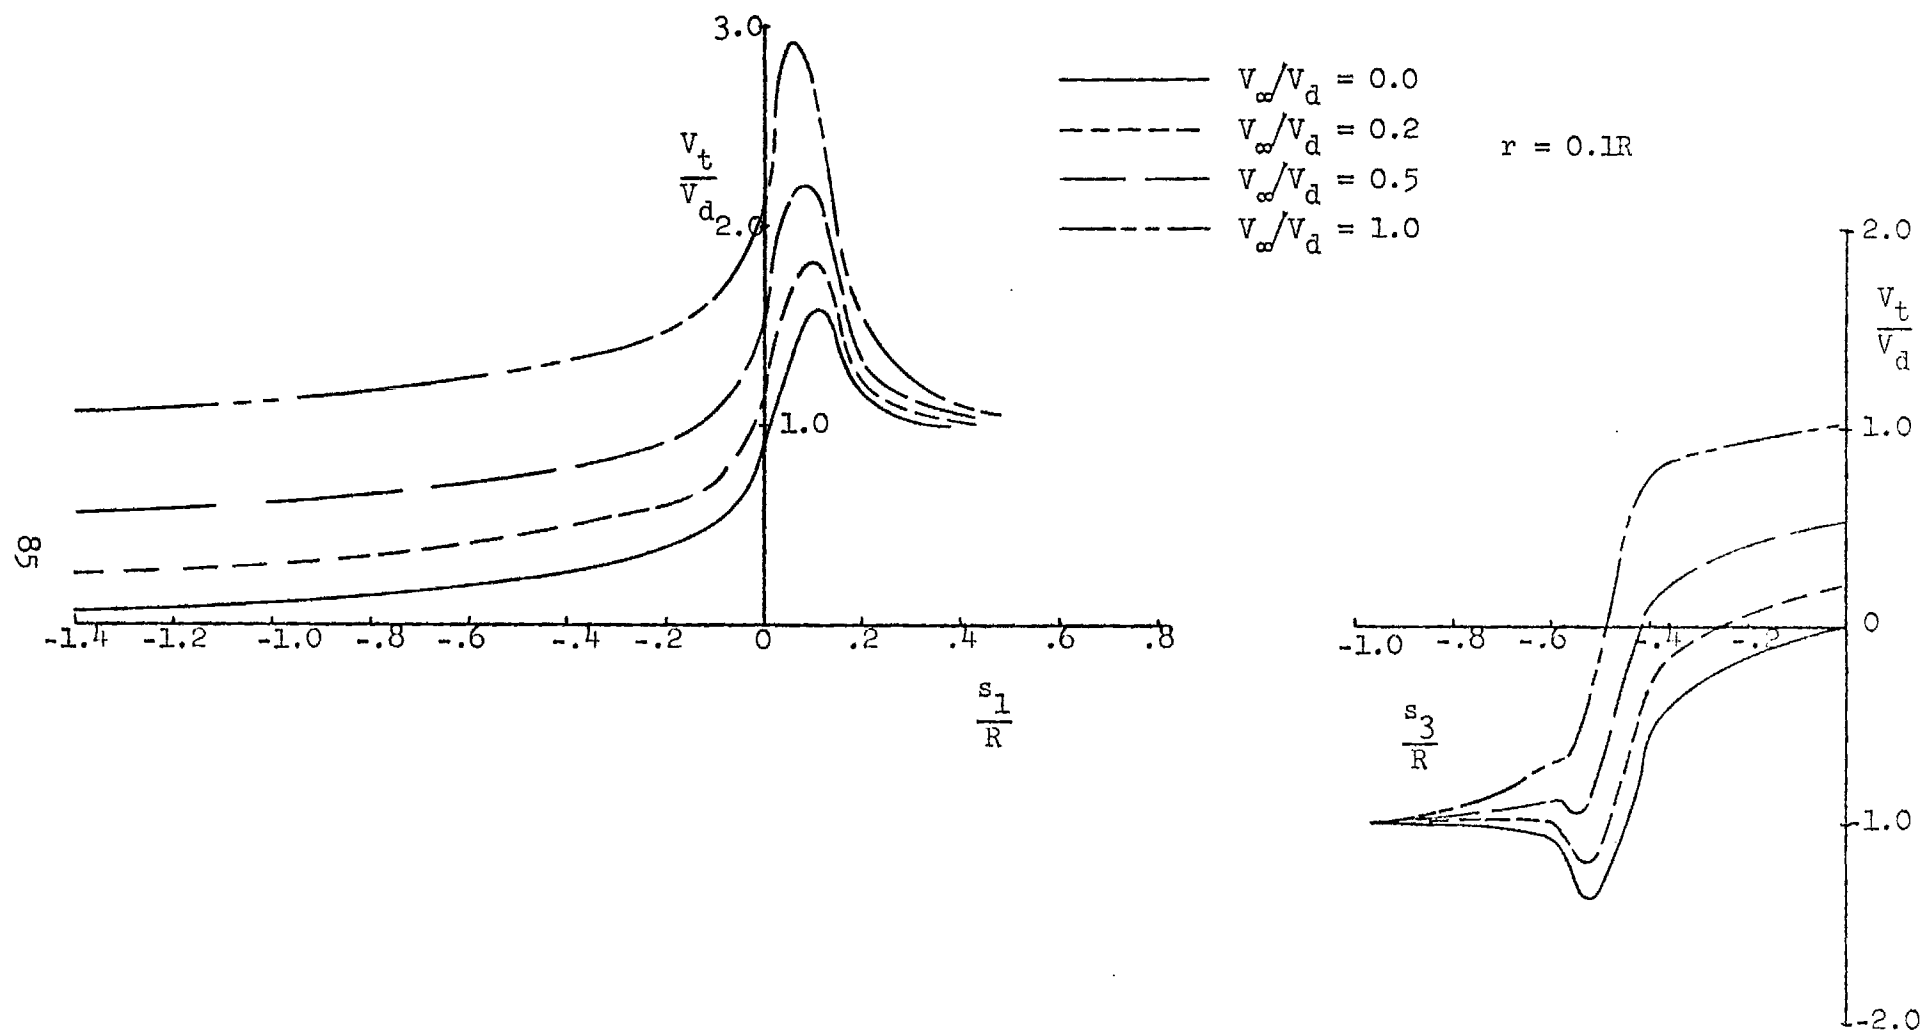 3.0
V_t
V_d
2.0
1.0
V_∞/V_d = 0.0
V_∞/V_d = 0.2
V_∞/V_d = 0.5
V_∞/V_d = 1.0
r = 0.1R
-1.4 -1.2 -1.0 -.8 -.6 -.4 -.2 0 .2 .4 .6 .8
s_1
R
2.0
V_t
V_d
1.0
0
-1.0 -.8 -.6 -.4 -.2
s_3
R
-1.0
-2.0
85